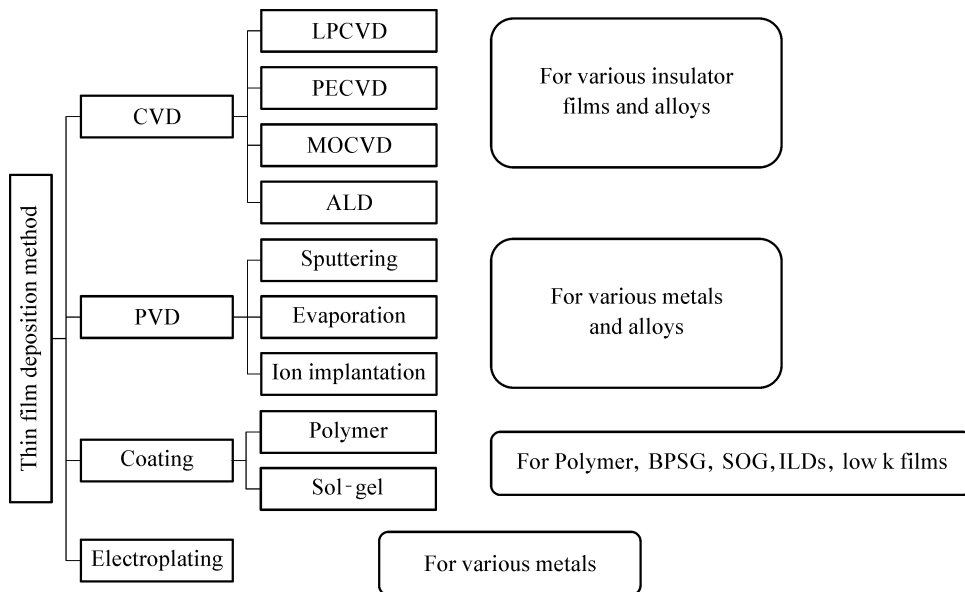 Thin film deposition method
CVD
LPCVD
PECVD
MOCVD
ALD
For various insulator
films and alloys
PVD
Sputtering
Evaporation
Ion implantation
For various metals
and alloys
Coating
Polymer
Sol-gel
For Polymer, BPSG, SOG, ILDs, low k films
Electroplating
For various metals